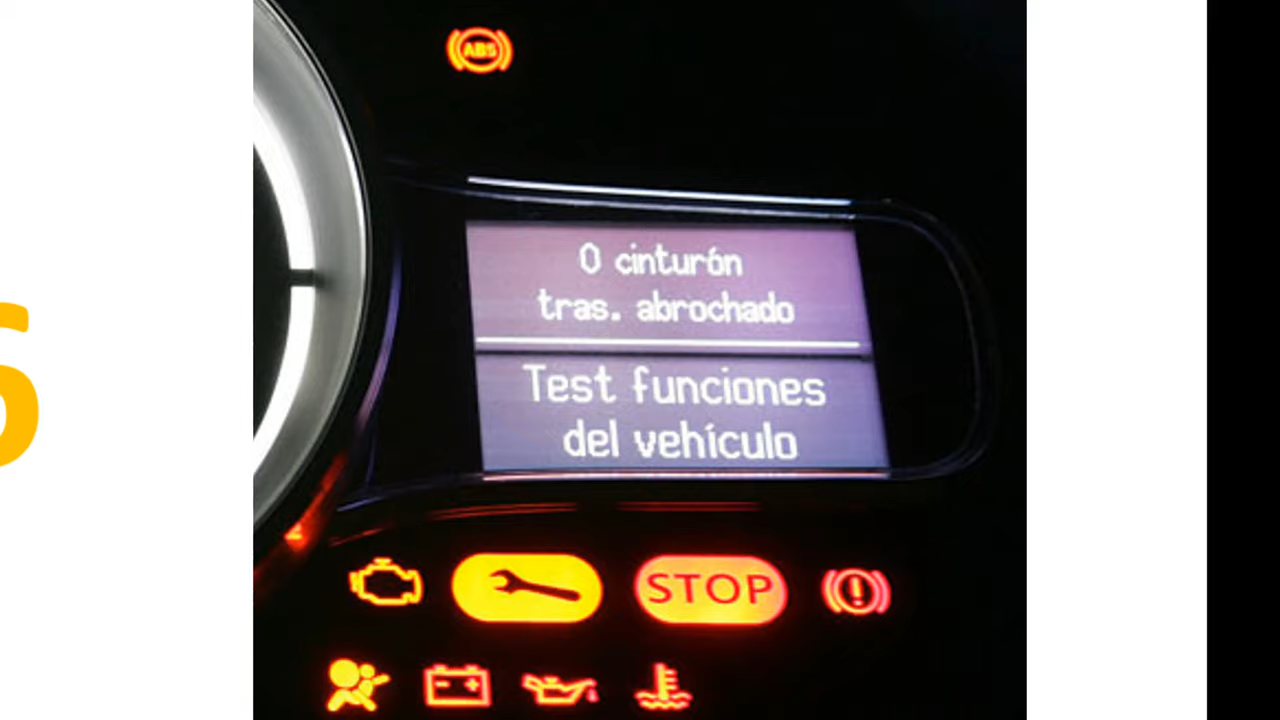 ABS
0 cinturón
tras. abrochado
Test funciones
del vehículo
STOP